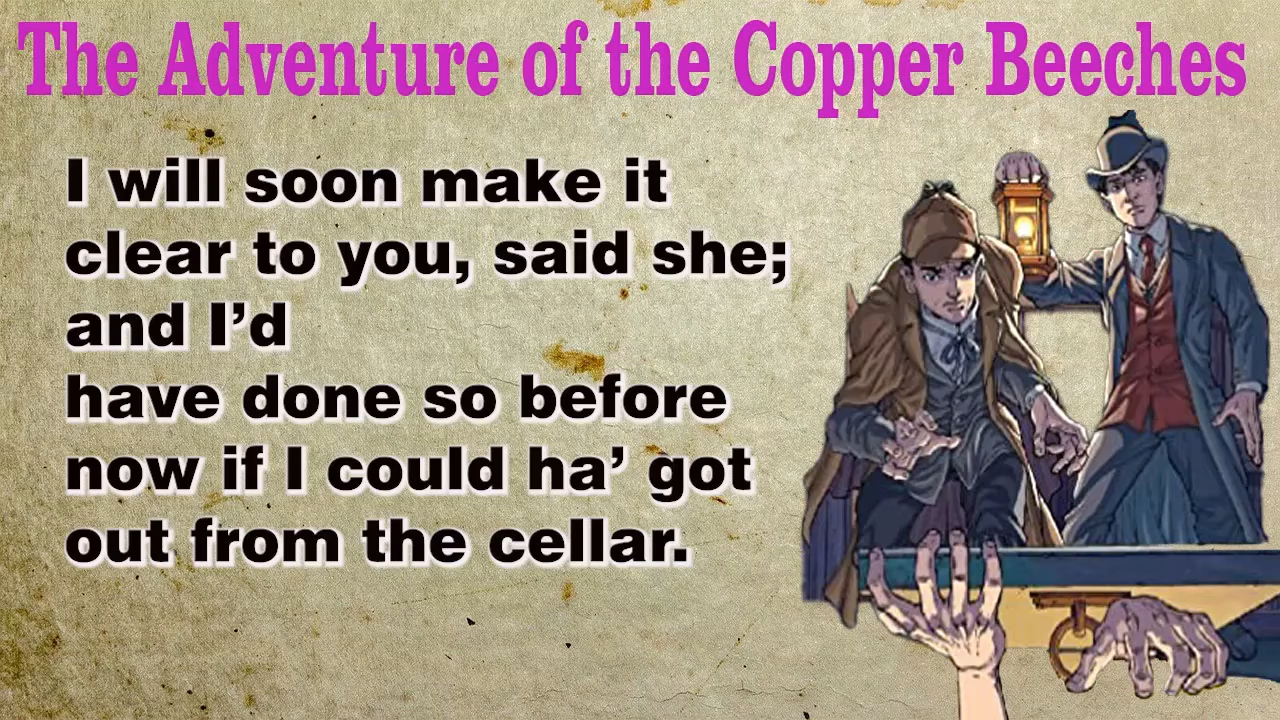 The Adventure of the Copper Beeches
I will soon make it
clear to you, said she;
and I’d
have done so before
now if I could ha’ got
out from the cellar.